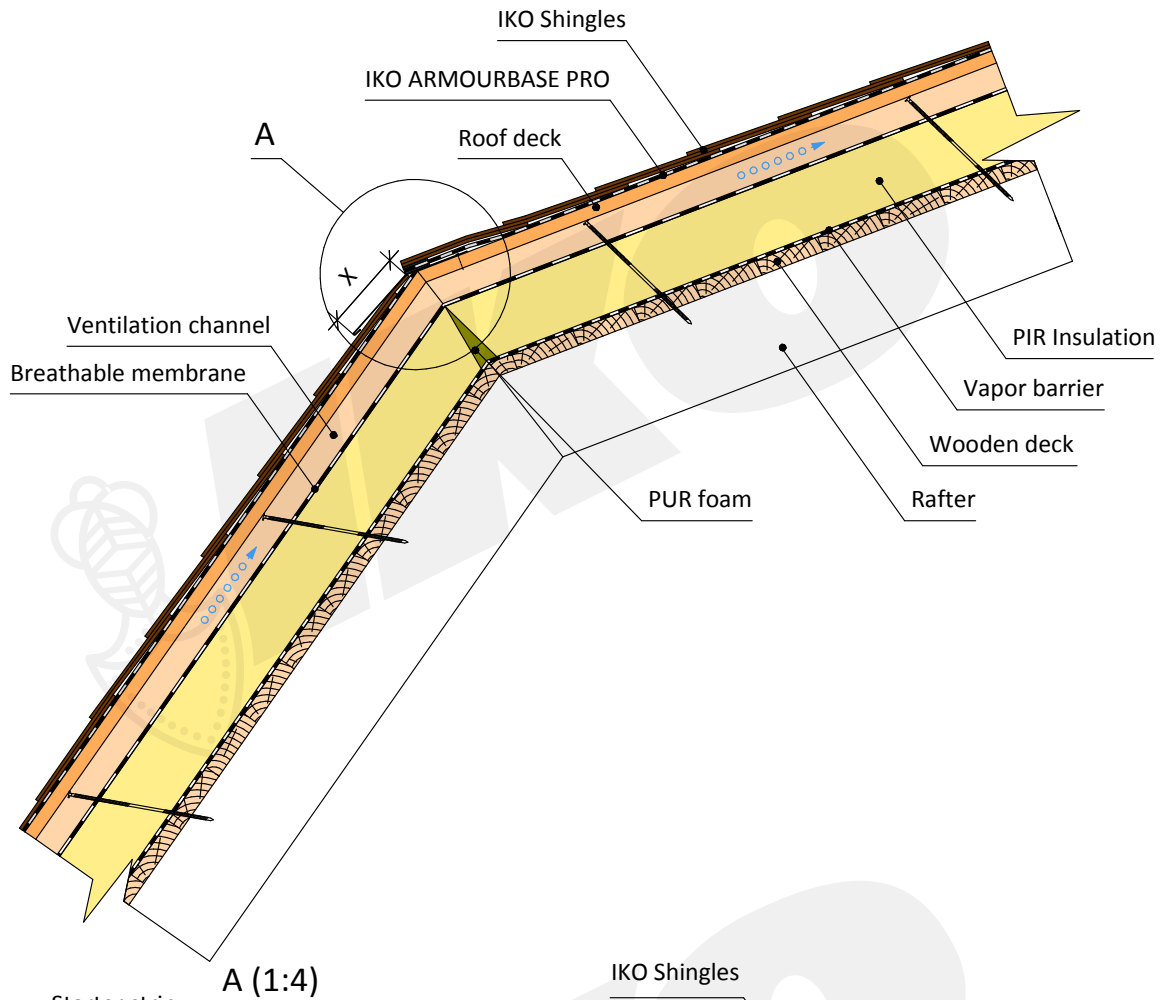 IKO Shingles
IKO ARMOURBASE PRO
A
Roof deck
X
Ventilation channel
Breathable membrane
PIR Insulation
Vapor barrier
Wooden deck
PUR foam
Rafter
A (1:4)
IKO Shingles
IKO